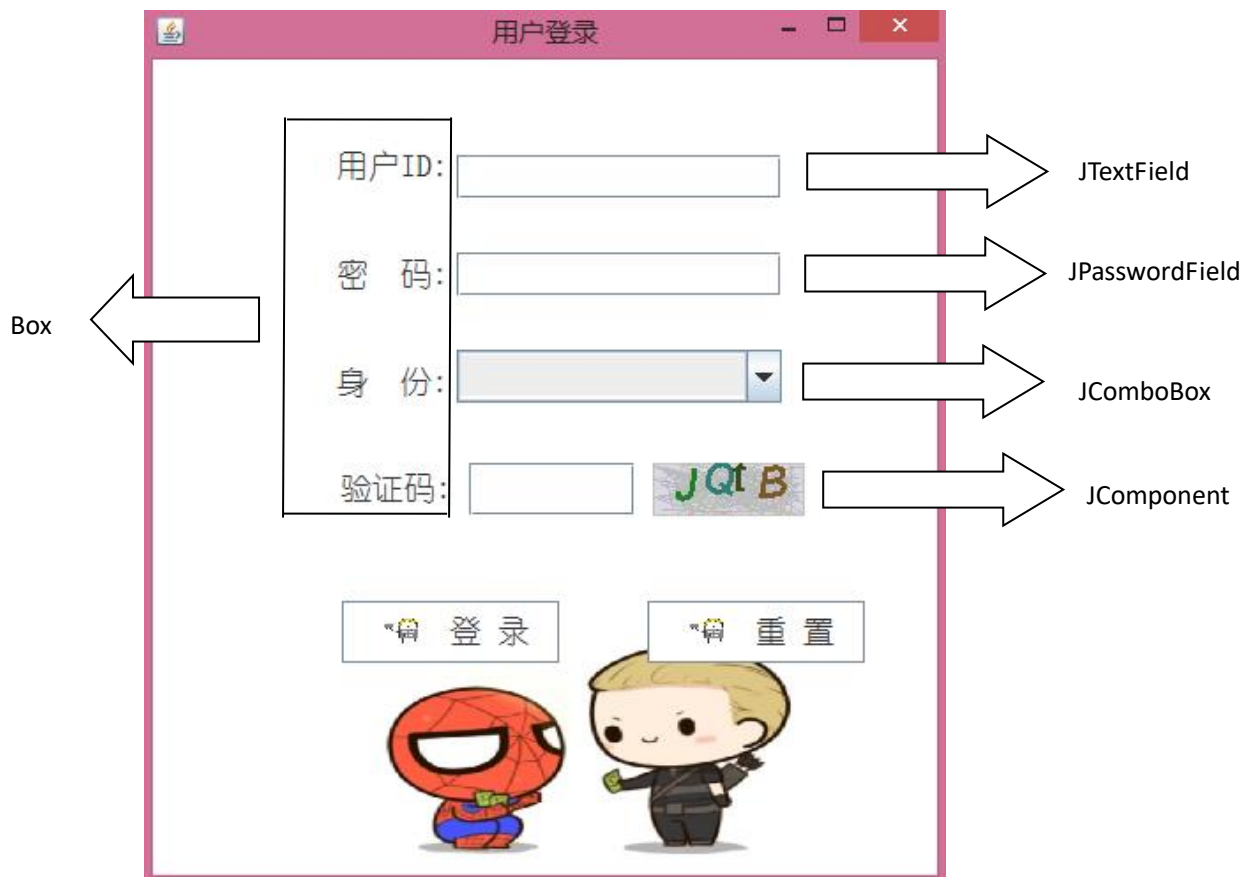 用户登录
用户ID:
JTextField
密 码:
JPasswordField
Box
身 份:
JComboBox
验证码:
JQtB
JComponent
登 录
重 置